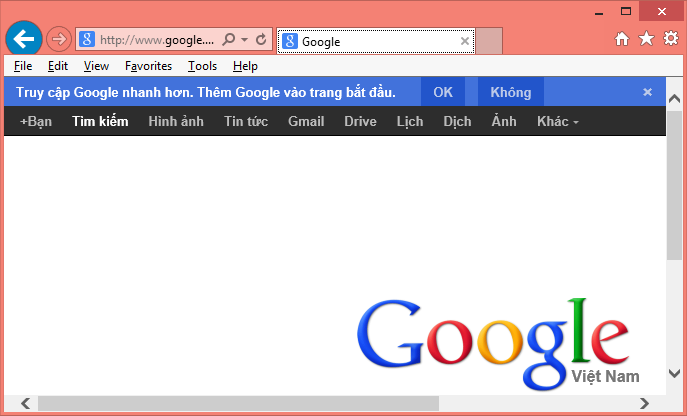 http://www.google....
Google
File Edit View Favorites Tools Help
Truy cập Google nhanh hơn. Thêm Google vào trang bắt đầu. OK Không
+Bạn Tìm kiếm Hình ảnh Tin tức Gmail Drive Lịch Dịch Ảnh Khác
Google
Việt Nam